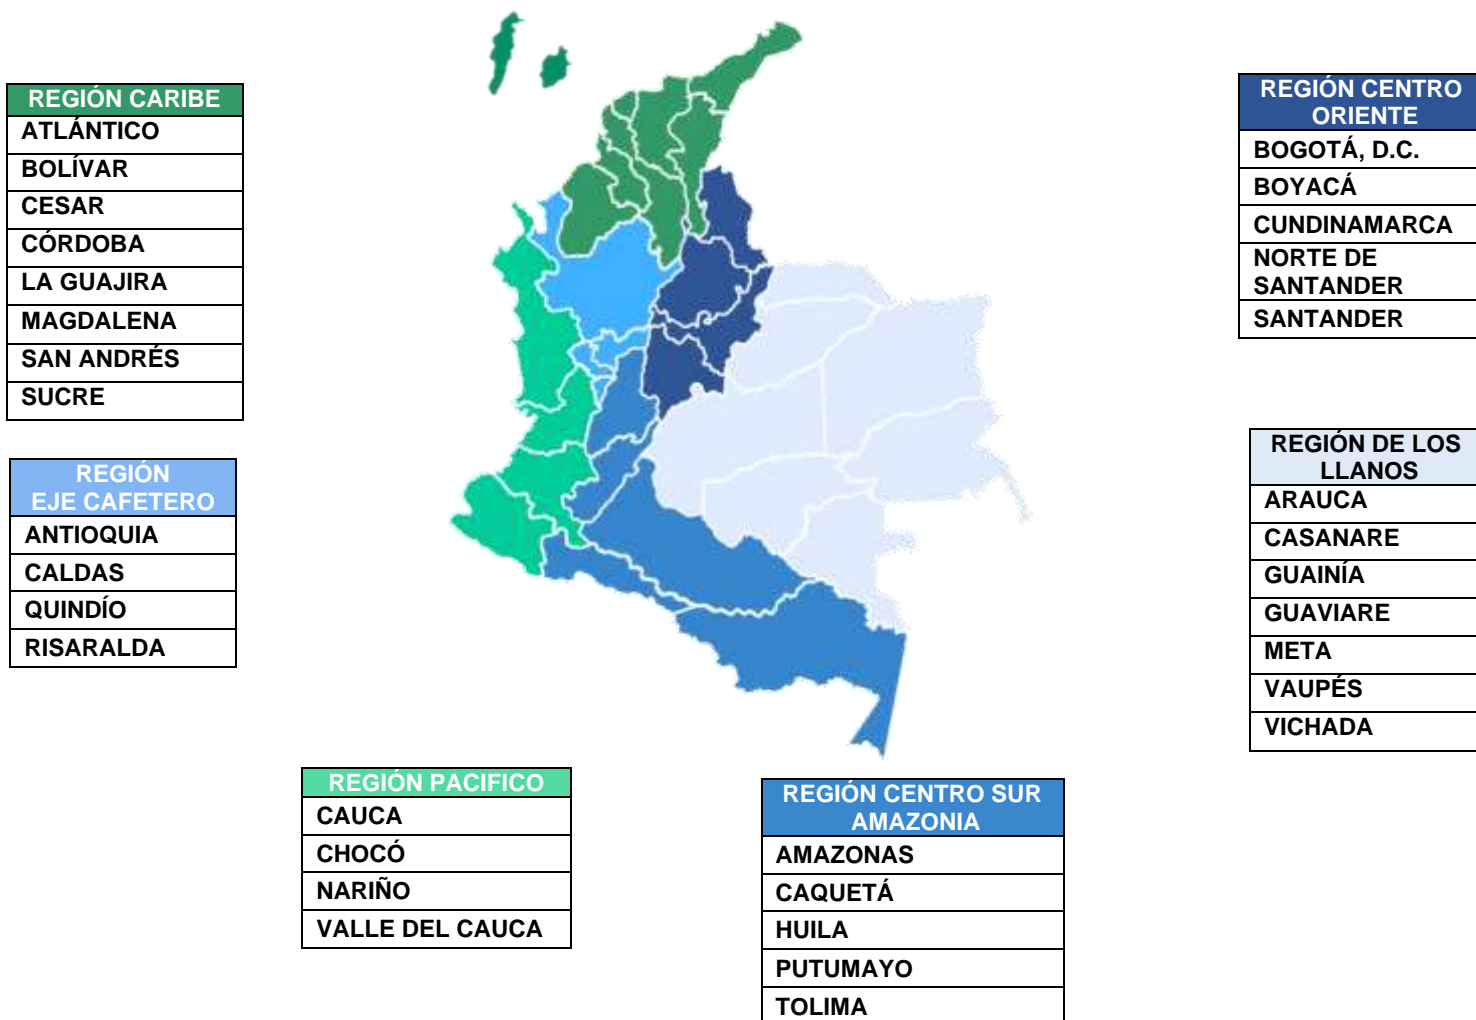 REGIÓN CARIBE
ATLÁNTICO
BOLÍVAR
CESAR
CÓRDOBA
LA GUAJIRA
MAGDALENA
SAN ANDRÉS
SUCRE
REGIÓN
EJE CAFETERO
ANTIOQUIA
CALDAS
QUINDÍO
RISARALDA
REGIÓN PACIFICO
CAUCA
CHOCÓ
NARIÑO
VALLE DEL CAUCA
REGIÓN CENTRO SUR
AMAZONIA
AMAZONAS
CAQUETÁ
HUILA
PUTUMAYO
TOLIMA
REGIÓN CENTRO
ORIENTE
BOGOTÁ, D.C.
BOYACÁ
CUNDINAMARCA
NORTE DE
SANTANDER
SANTANDER
REGIÓN DE LOS
LLANOS
ARAUCA
CASANARE
GUAINÍA
GUAVIARE
META
VAUPÉS
VICHADA